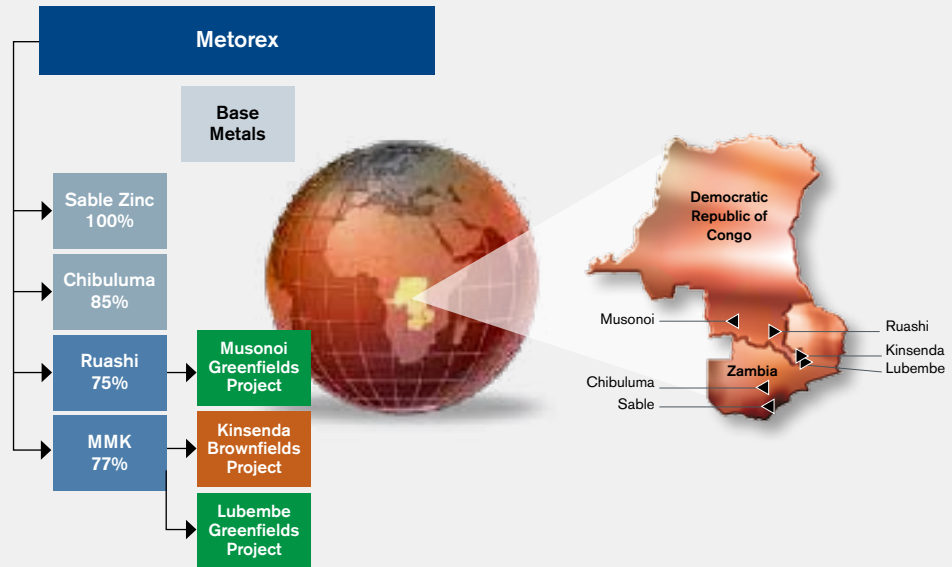 Metorex
Base
Metals
Sable Zinc
100%
Chibuluma
85%
Ruashi
75%
MMK
77%
Musonoi
Greenfields
Project
Kinsenda
Brownfields
Project
Lubembe
Greenfields
Project
Democratic
Republic of
Congo
Musonoi
Ruashi
Kinsenda
Lubembe
Zambia
Chibuluma
Sable